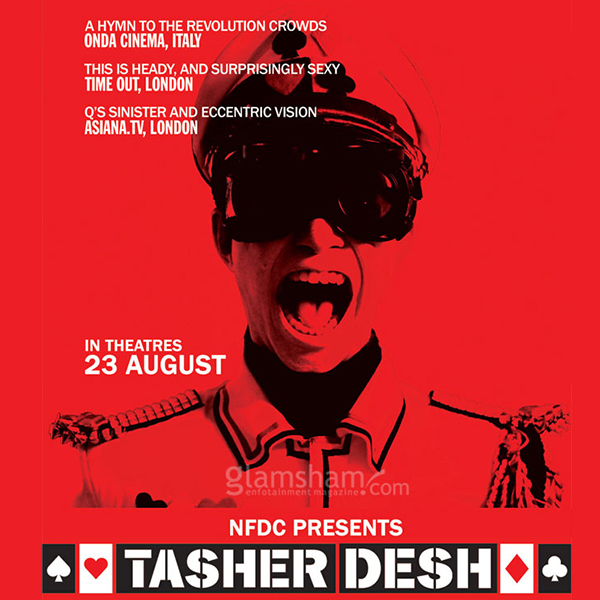 A HYMN TO THE REVOLUTION CROWDS
ONDA CINEMA, ITALY
THIS IS HEADY, AND SURPRISINGLY SEXY
TIME OUT, LONDON
Q'S SINISTER AND ECCENTRIC VISION
ASIANA.TV, LONDON
IN THEATRES
23 AUGUST
glamsham.com
enfotainment magazine
NFDC PRESENTS
TASHER DESH